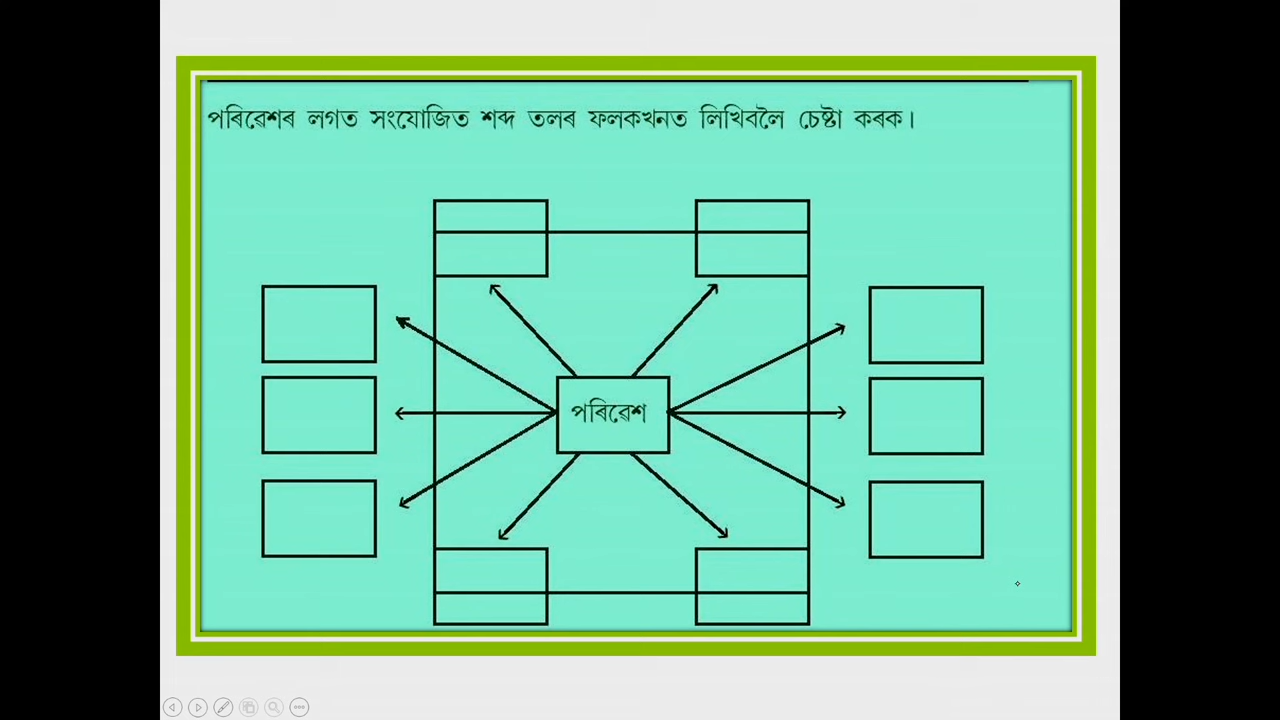 পৰিৱেশৰ লগত সংযোজিত শব্দ তলৰ ফলকখনত লিখিবলৈ চেষ্টা কৰক।
পৰিৱেশ